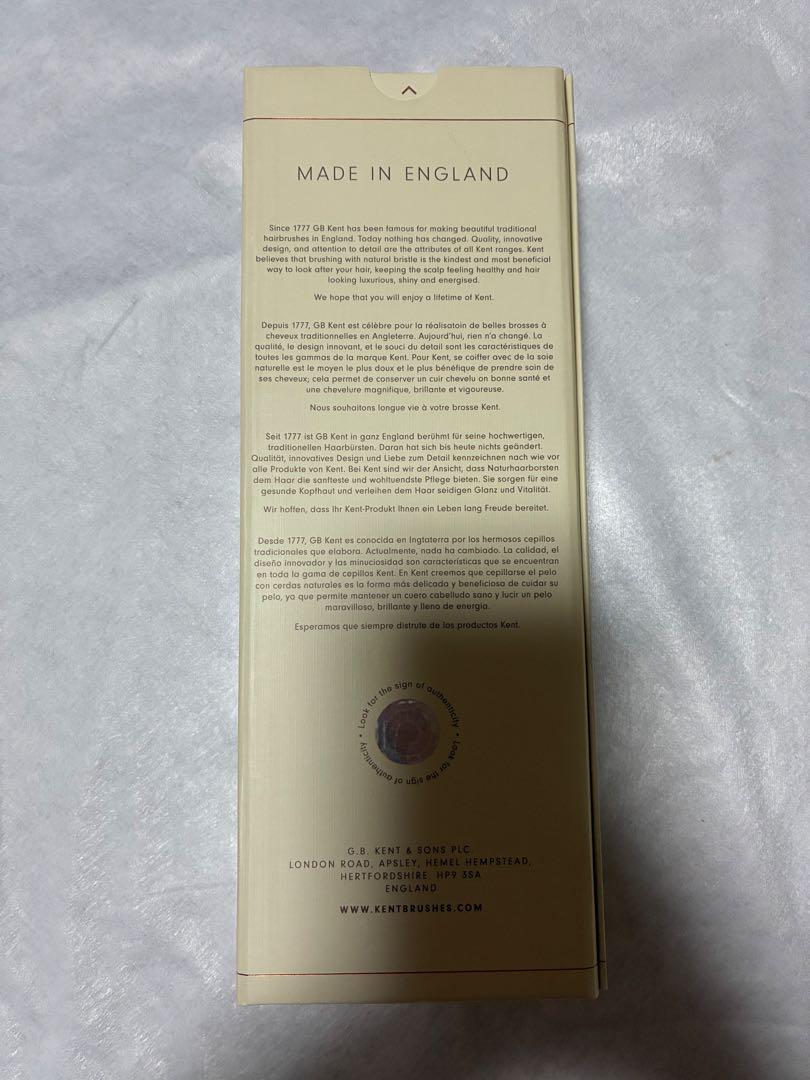 MADE IN ENGLAND
Since 1777 GB Kent has been famous for making beautiful traditional
hairbrushes in England. Today nothing has changed. Quality, innovative
design, and attention to detail are the attributes of all Kent ranges. Kent
believes that brushing with natural bristle is the kindest and most beneficial
way to look after your hair, keeping the scalp feeling healthy and hair
looking luxurious, shiny and energised.
We hope that you will enjoy a lifetime of Kent.
Depuis 1777, GB Kent est célèbre pour la réalisatoin de belles brosses à
cheveux traditionnelles en Angleterre. Aujourd'hui, rien n'a changé. La
qualité, le design innovant, et le souci du detail sont les caractéristiques de
toutes les gammes de la marque Kent. Pour Kent, se coiffer avec de la soie
naturelle est le moyen le plus doux et le plus bénéfique de prendre soin de
ses cheveux; cela permet de conserver un cuir chevelu on bonne santé et
une chevelure magnifique, brillante et vigoureuse.
Nous souhaitons longue vie à votre brosse Kent.
Seit 1777 ist GB Kent in ganz England berühmt für seine hochwertigen,
traditionellen Haarbürsten. Daran hat sich bis heute nichts geändert.
Qualität, innovatives Design und Liebe zum Detail kennzeichnen nach wie vor
alle Produkte von Kent. Bei Kent sind wir der Ansicht, dass Naturhaarborsten
dem Haar die sanfteste und wohltuendste Pflege bieten. Sie sorgen für eine
gesunde Kopfhaut und verleihen dem Haar seidigen Glanz und Vitalität.
Wir hoffen, dass Ihr Kent-Produkt Ihnen ein Leben lang Freude bereitet.
Desde 1777, GB Kent es conocida en Ingtaterra por los hermosos cepillos
tradicionales que elabora. Actualmente, nada ha cambiado. La calidad, el
diseño innovador y las minuciosidad son características que se encuentran
en toda la gama de cepillos Kent. En Kent creemos que cepillarse el pelo
con cerdas naturales es la forma más delicada y beneficiosa de cuidar su
pelo, ya que permite mantener un cuero cabelludo sano y lucir un pelo
maravilloso, brillante y lleno de energía.
Esperamos que siempre distrute de los productos Kent.
Look for the sign of authenticity • Look for the sign of authenticity •
G.B. KENT & SONS PLC.
LONDON ROAD, APSLEY, HEMEL HEMPSTEAD,
HERTFORDSHIRE. HP9 3SA
ENGLAND
WWW.KENTBRUSHES.COM